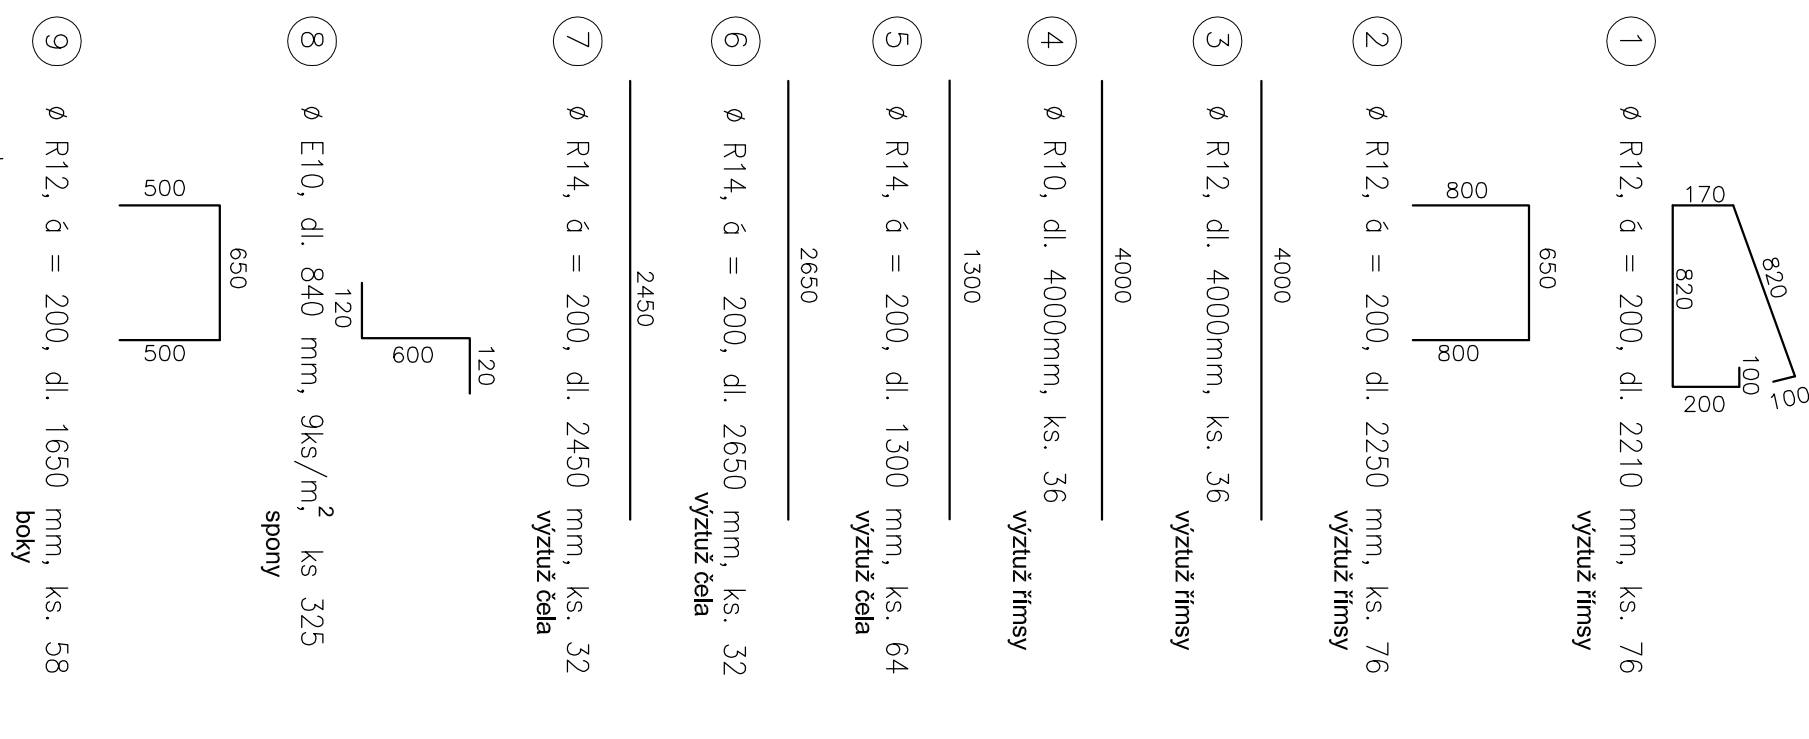 1
ø R12, á = 200, dl. 2210 mm, ks. 76
výztuž římsy
170
820
820
100
100
200
2
ø R12, á = 200, dl. 2250 mm, ks. 76
výztuž římsy
800
650
800
3
ø R12, dl. 4000mm, ks. 36
výztuž římsy
4000
4
ø R10, dl. 4000mm, ks. 36
výztuž římsy
4000
5
ø R14, á = 200, dl. 1300 mm, ks. 64
výztuž čela
1300
6
ø R14, á = 200, dl. 2650 mm, ks. 32
výztuž čela
2650
7
ø R14, á = 200, dl. 2450 mm, ks. 32
výztuž čela
2450
8
ø E10, dl. 840 mm, 9ks/m,² ks 325
spony
120
600
120
9
ø R12, á = 200, dl. 1650 mm, ks. 58
boky
500
650
500